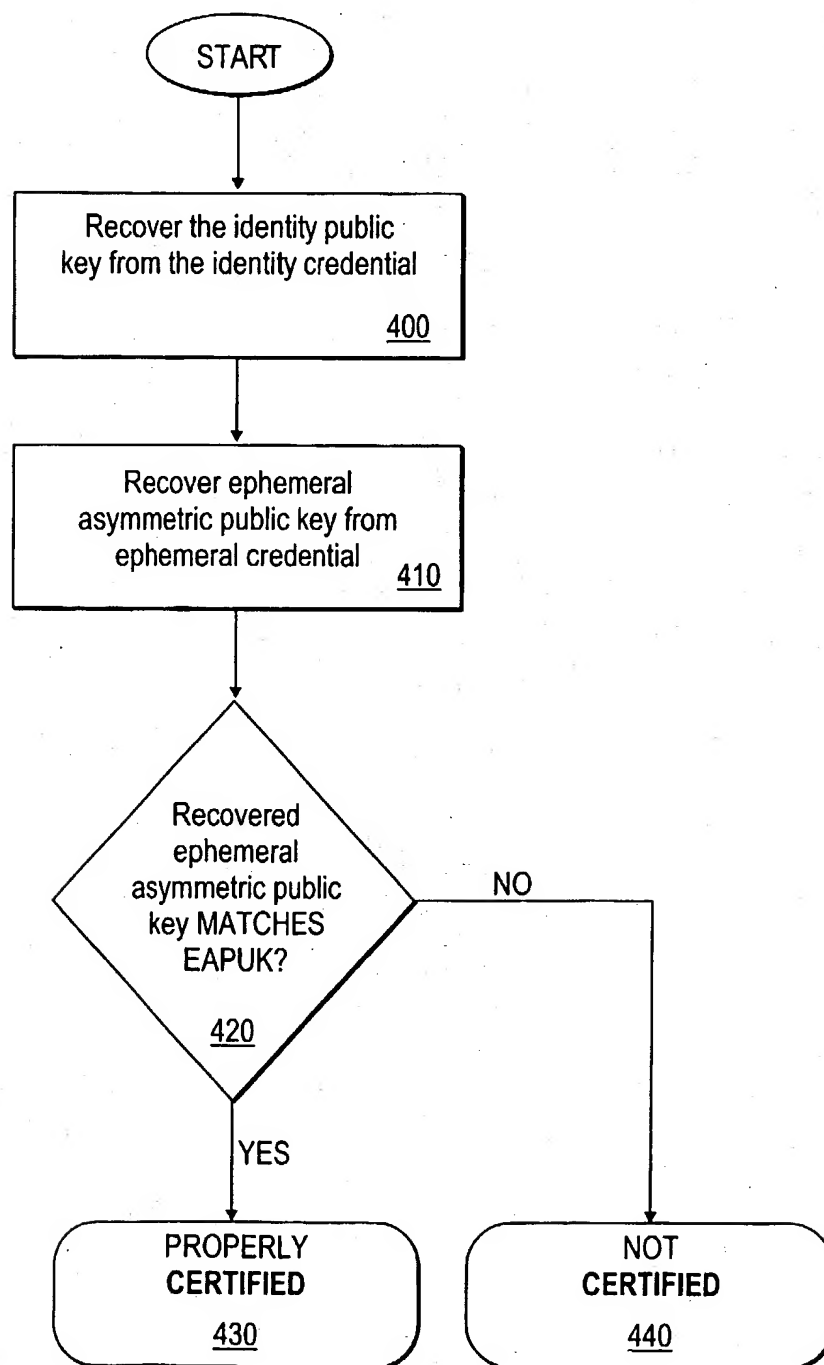 START
Recover the identity public
key from the identity credential
400
Recover ephemeral
asymmetric public key from
ephemeral credential
410
Recovered
ephemeral
asymmetric public
key MATCHES
EAPUK?
420
NO
YES
PROPERLY
CERTIFIED
430
NOT
CERTIFIED
440